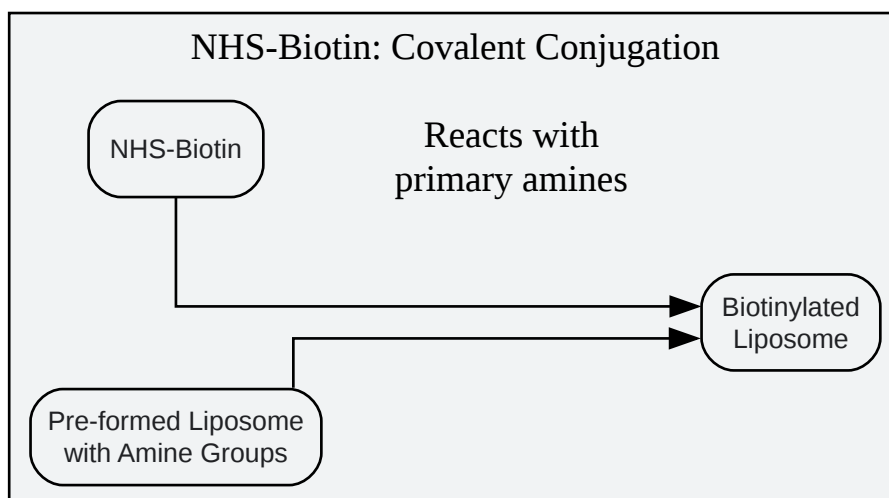 NHS-Biotin: Covalent Conjugation
NHS-Biotin
Reacts with
primary amines
Biotinylated
Liposome
Pre-formed Liposome
with Amine Groups